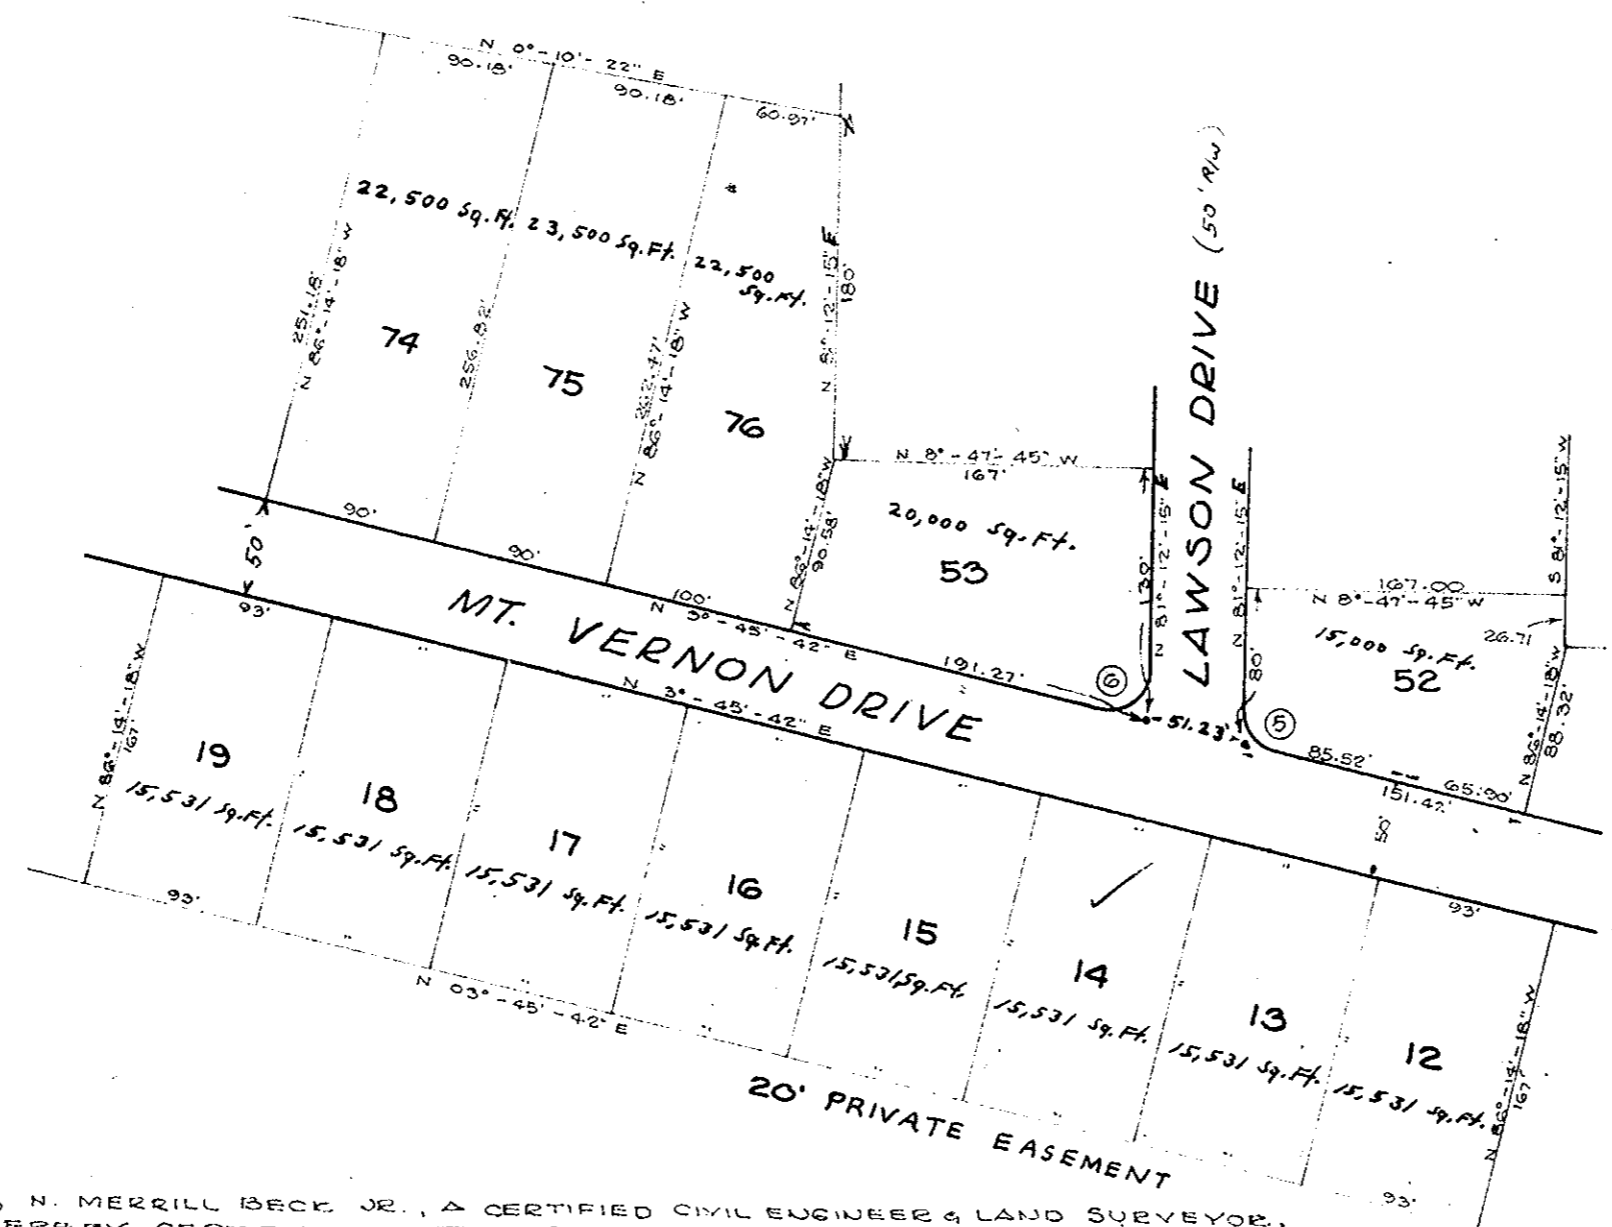 N 0°-10'-22" E
90.18'
90.18'
60.97'
22,500 Sq.Ft.
23,500 Sq.Ft.
22,500
Sq.Ft.
251.18'
N 86°-14'-18" W
256.82'
262.47'
N 86°-14'-18" W
N 81°-12'-15" E
180'
74
75
76
N 86°-14'-18" W
90.58'
N 8°-47'-45" W
167'
20,000 Sq.Ft.
53
139'
N 81°-12'-15" E
LAWSON DRIVE (50' R/W)
N 81°-12'-15" E
80'
167.00
N 8°-47'-45" W
26.71
15,000 Sq.Ft.
52
S 81°-12'-15" W
N 86°-14'-18" W
88.32
50'
90'
90'
100'
N 3°-45'-42" E
191.27'
6
51.23'
5
85.52'
65.90'
151.42'
50'
93'
MT. VERNON DRIVE
N 3°-45'-42" E
93'
N 86°-14'-18" W
167'
19
15,531 Sq.Ft.
18
15,531 Sq.Ft.
17
15,531 Sq.Ft.
16
15,531 Sq.Ft.
15
15,531 Sq.Ft.
14
15,531 Sq.Ft.
13
15,531 Sq.Ft.
12
15,531 Sq.Ft.
N 86°-14'-18" W
167'
93'
N 03°-45'-42" E
20' PRIVATE EASEMENT
93'
N. MERRILL BECK JR., A CERTIFIED CIVIL ENGINEER & LAND SURVEYOR,